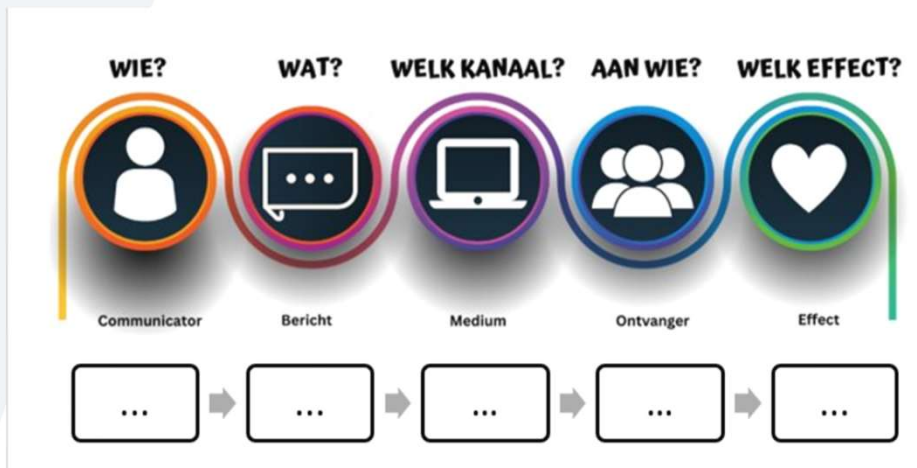 WIE? WAT? WELK KANAAL? AAN WIE? WELK EFFECT?
Communicator Bericht Medium Ontvanger Effect
... ... ... ... ...